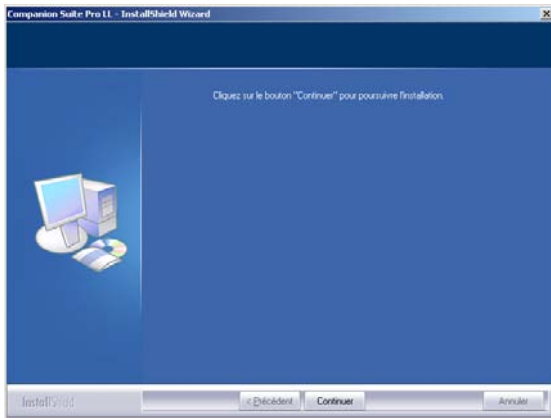 Companion Suite Pro LL - InstallShield Wizard
Cliquez sur le bouton "Continuer" pour poursuivre l'installation.
InstallShield
< Précédent
Continuer
Annuler